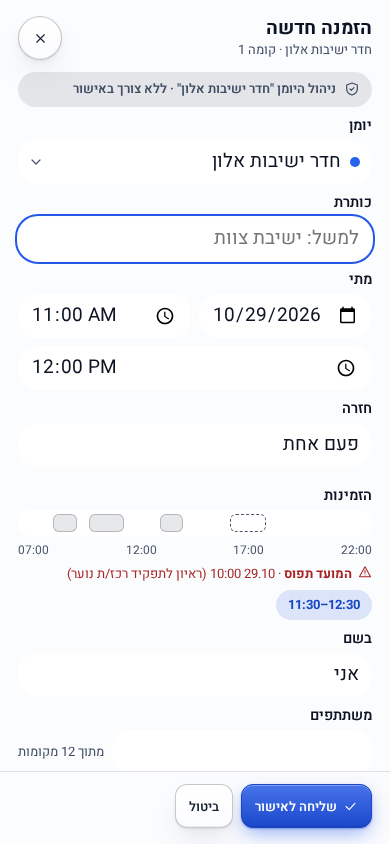 הזמנה חדשה
חדר ישיבות אלון · קומה 1
ניהול היומן "חדר ישיבות אלון" · ללא צורך באישור
יומן
חדר ישיבות אלון
כותרת
למשל: ישיבת צוות
מתי
10/29/2026
11:00 AM
12:00 PM
חזרה
פעם אחת
הזמינות
07:00 12:00 17:00 22:00
המועד תפוס · 29.10 10:00 (ראיון לתפקיד רכז/ת נוער)
11:30–12:30
בשם
אני
משתתפים
מתוך 12 מקומות
שליחה לאישור
ביטול